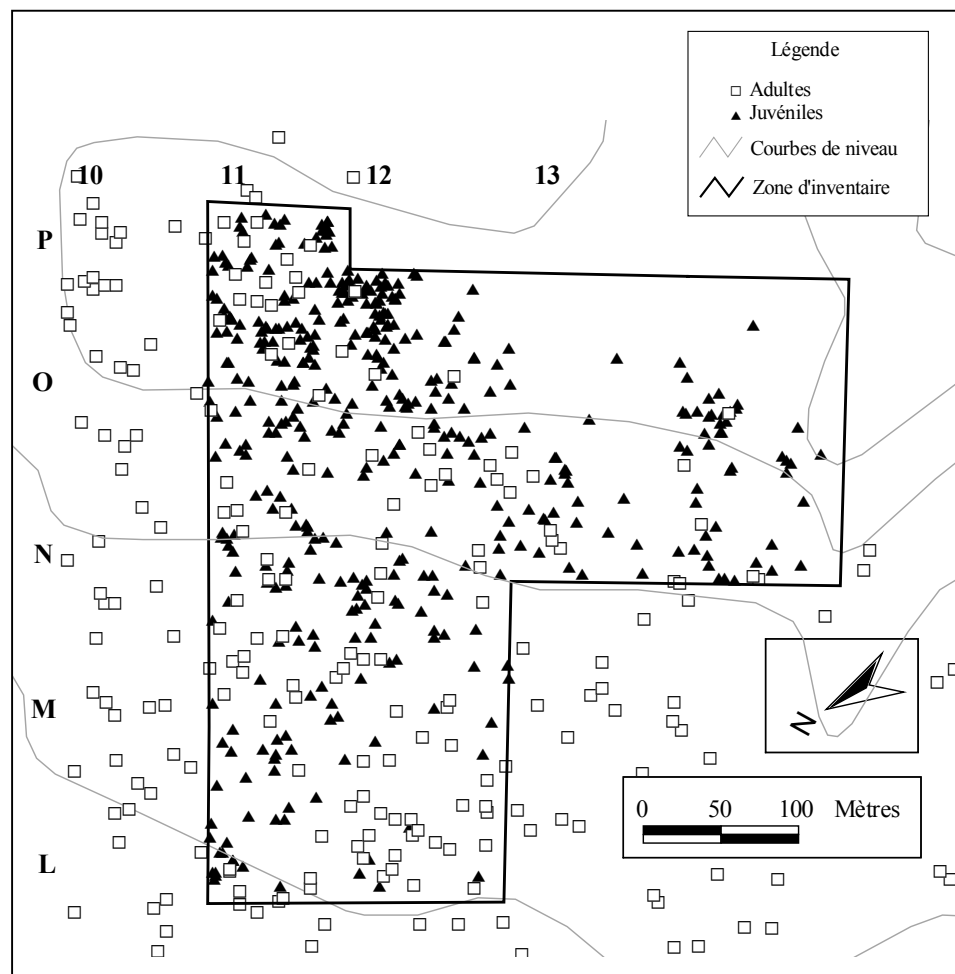 Légende
Adultes
Juvéniles
Courbes de niveau
Zone d'inventaire
10 11 12 13
P
O
N
M
L
N
0 50 100 Mètres